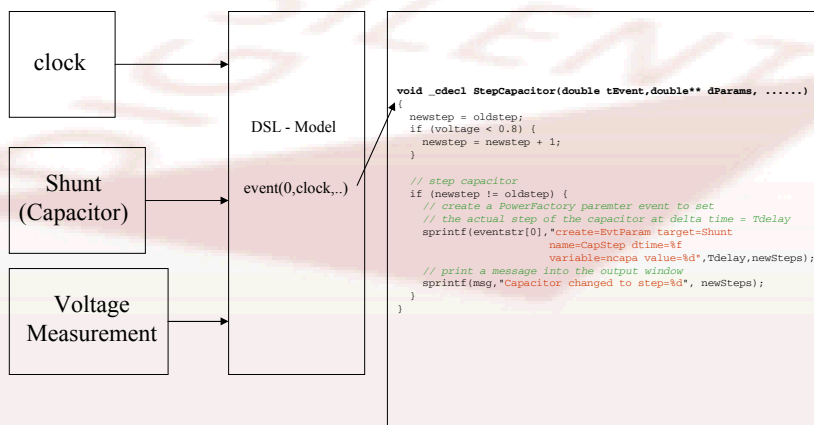 DIGSILENT
clock
Shunt
(Capacitor)
Voltage
Measurement
DSL - Model
event(0,clock,..)
void _cdecl StepCapacitor(double tEvent,double** dParams, ......)
{
newstep = oldstep;
if (voltage < 0.8) {
newstep = newstep + 1;
}
// step capacitor
if (newstep != oldstep) {
// create a PowerFactory paremter event to set
// the actual step of the capacitor at delta time = Tdelay
sprintf(eventstr[0],"create=EvtParam target=Shunt
name=CapStep dtime=%f
variable=ncapa value=%d",Tdelay,newSteps);
// print a message into the output window
sprintf(msg,"Capacitor changed to step=%d", newSteps);
}
}